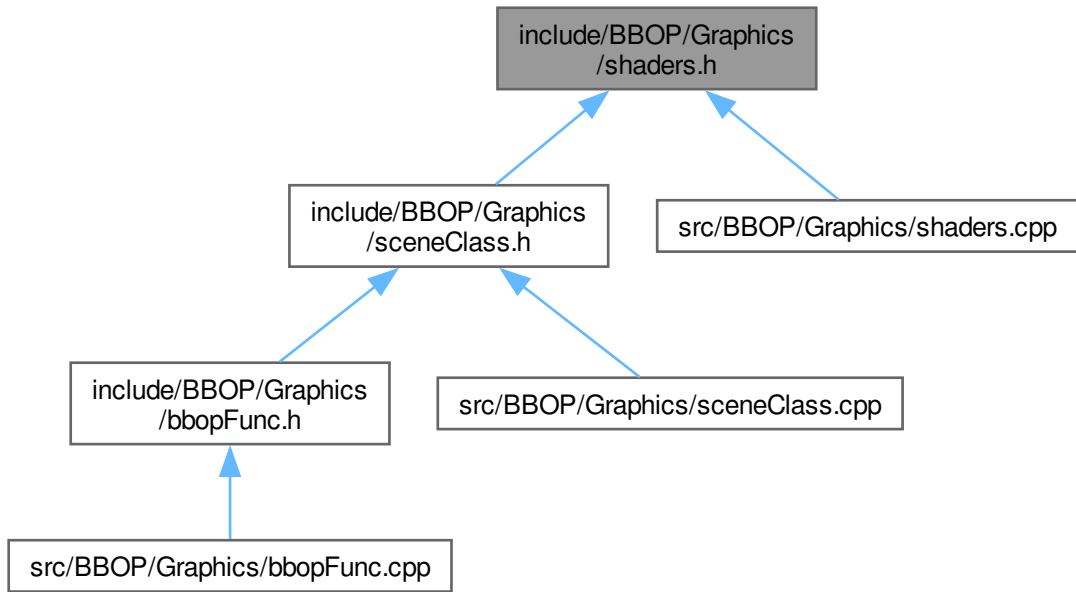 include/BBOP/Graphics
/shaders.h
include/BBOP/Graphics
/sceneClass.h
src/BBOP/Graphics/shaders.cpp
include/BBOP/Graphics
/bbopFunc.h
src/BBOP/Graphics/sceneClass.cpp
src/BBOP/Graphics/bbopFunc.cpp